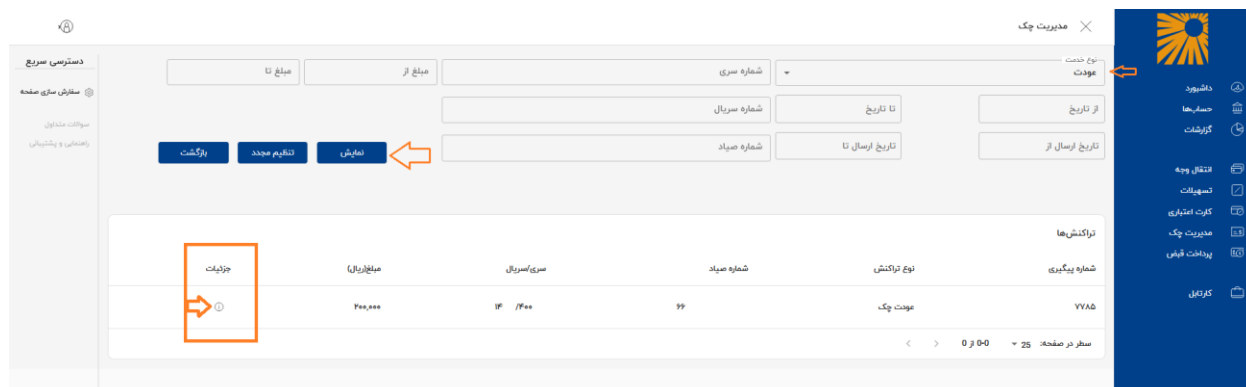 مدیریت چک
نوع خدمت
عودت
شماره سری
مبلغ از
مبلغ تا
از تاریخ
تا تاریخ
شماره سریال
تاریخ ارسال از
تاریخ ارسال تا
شماره صیاد
نمایش
تنظیم مجدد
بازگشت
تراکنش‌ها
شماره پیگیری نوع تراکنش شماره صیاد سری/سریال مبلغ(ریال) جزئیات
۷۷۸۵ عودت چک ۶۶ ۱۴ /۴۰۰ ۲۰۰,۰۰۰
سطر در صفحه: 25 0-0 از 0
داشبورد
حساب‌ها
گزارشات
انتقال وجه
تسهیلات
کارت اعتباری
مدیریت چک
پرداخت قبض
کارتابل
دسترسی سریع
سفارش سازی صفحه
سوالات متداول
راهنمایی و پشتیبانی